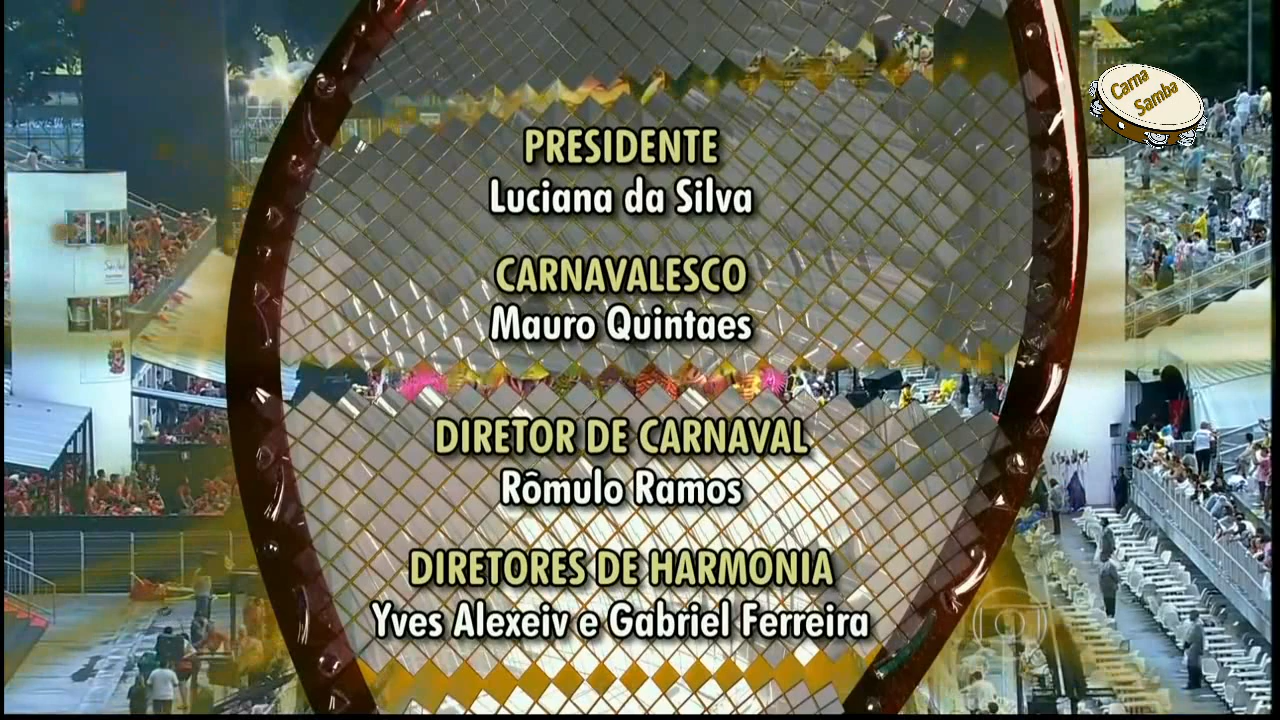 Carna
Samba
PRESIDENTE
Luciana da Silva
CARNAVALESCO
Mauro Quintaes
DIRETOR DE CARNAVAL
Rômulo Ramos
DIRETORES DE HARMONIA
Yves Alexeiv e Gabriel Ferreira